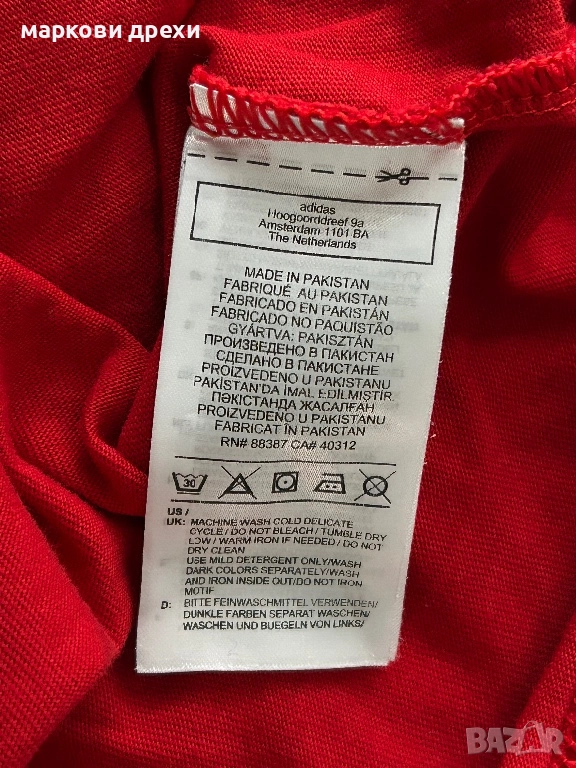 маркови дрехи
adidas
Hoogoorddreef 9a
Amsterdam 1101 BA
The Netherlands
MADE IN PAKISTAN
FABRIQUÉ AU PAKISTAN
FABRICADO EN PAKISTÁN
FABRICADO NO PAQUISTÃO
GYÁRTVA: PAKISZTÁN
ПРОИЗВЕДЕНО В ПАКИСТАН
СДЕЛАНО В ПАКИСТАНЕ
PROIZVEDENO U PAKISTANU
PAKİSTAN'DA İMAL EDİLMİŞTİR
ПӘКІСТАНДА ЖАСАЛҒАН
PROIZVEDENO U PAKISTANU
FABRICAT ÎN PAKISTAN
RN# 88387 CA# 40312
30
US /
UK: MACHINE WASH COLD DELICATE
CYCLE/DO NOT BLEACH/TUMBLE DRY
LOW/WARM IRON IF NEEDED/DO NOT
DRY CLEAN
USE MILD DETERGENT ONLY/WASH
DARK COLORS SEPARATELY/WASH
AND IRON INSIDE OUT/DO NOT IRON
MOTIF
D: BITTE FEINWASCHMITTEL VERWENDEN/
DUNKLE FARBEN SEPARAT WASCHEN/
WASCHEN UND BUEGELN VON LINKS/
BAZAR